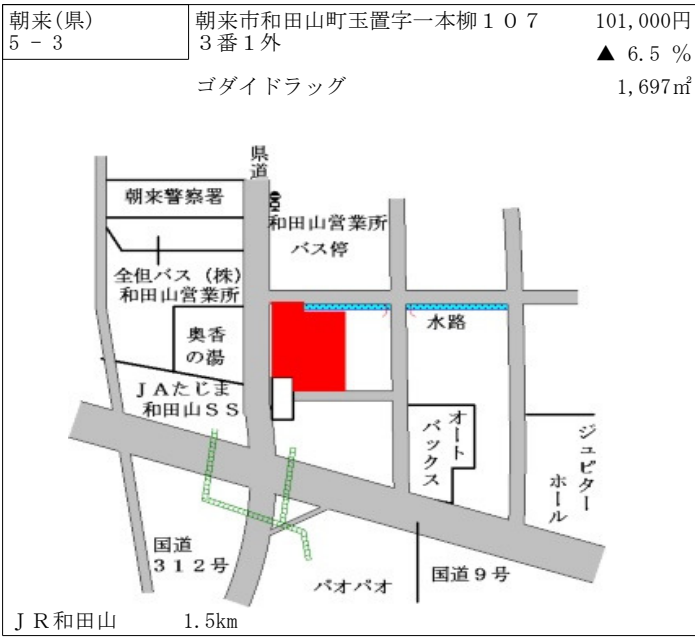 朝来(県)
5 - 3
朝来市和田山町玉置字一本柳１０７
３番１外
101,000円
▲ 6.5 %
ゴダイドラッグ
1,697㎡
県道
朝来警察署
和田山営業所
バス停
全但バス（株）
和田山営業所
水路
奥香
の湯
ＪＡたじま
和田山ＳＳ
オート
バックス
ジュピター
ホール
国道
３１２号
パオパオ
国道９号
ＪＲ和田山
1.5km